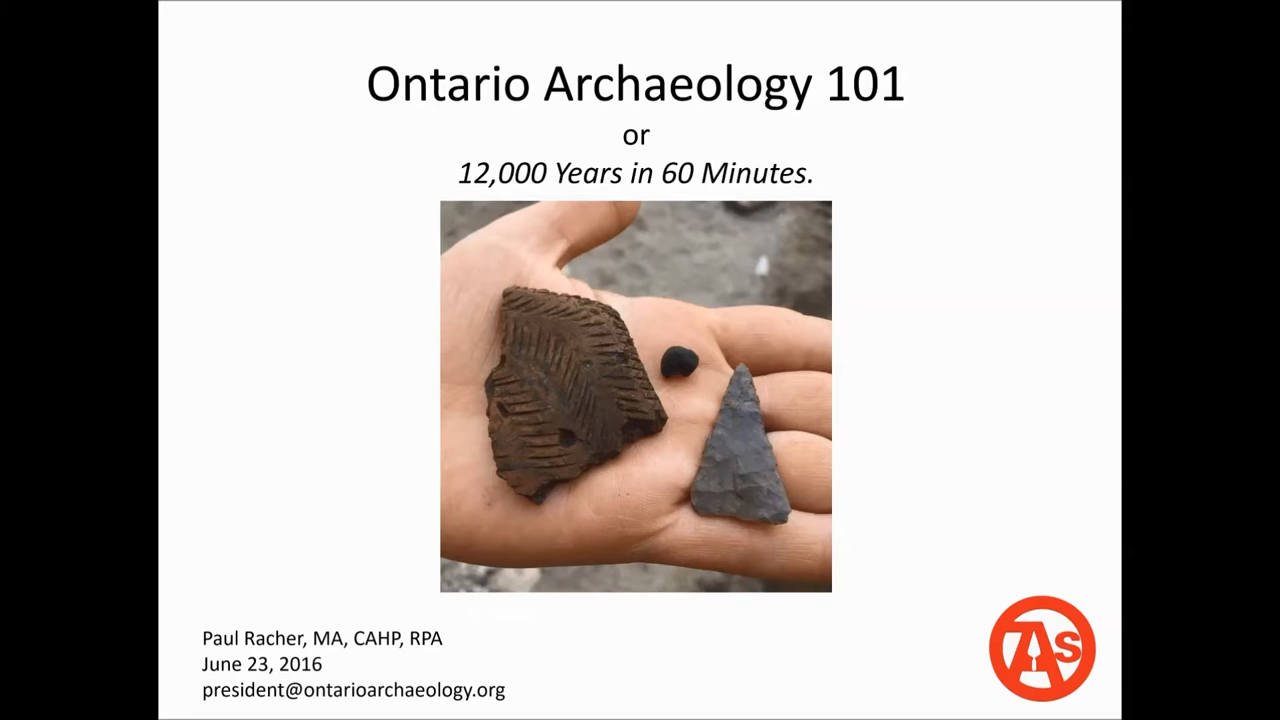 Ontario Archaeology 101
or
12,000 Years in 60 Minutes.
Paul Racher, MA, CAHP, RPA
June 23, 2016
president@ontarioarchaeology.org
OAS